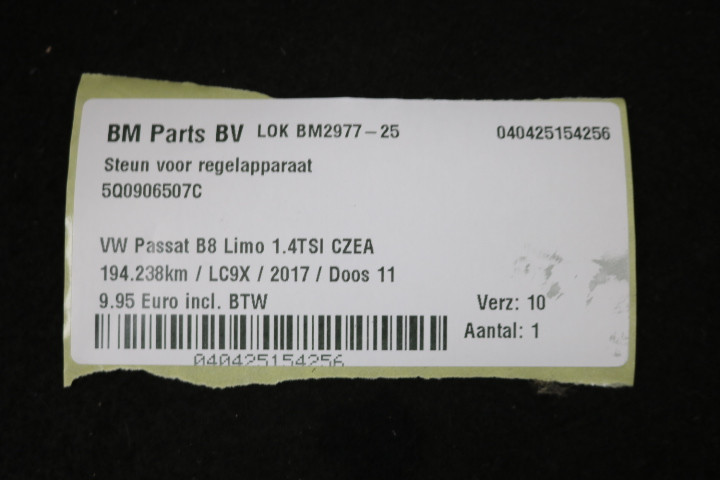 BM Parts BV LOK BM2977-25 040425154256
Steun voor regelapparaat
5Q0906507C
VW Passat B8 Limo 1.4TSI CZEA
194.238km / LC9X / 2017 / Doos 11
9.95 Euro incl. BTW Verz: 10
Aantal: 1
040425154256